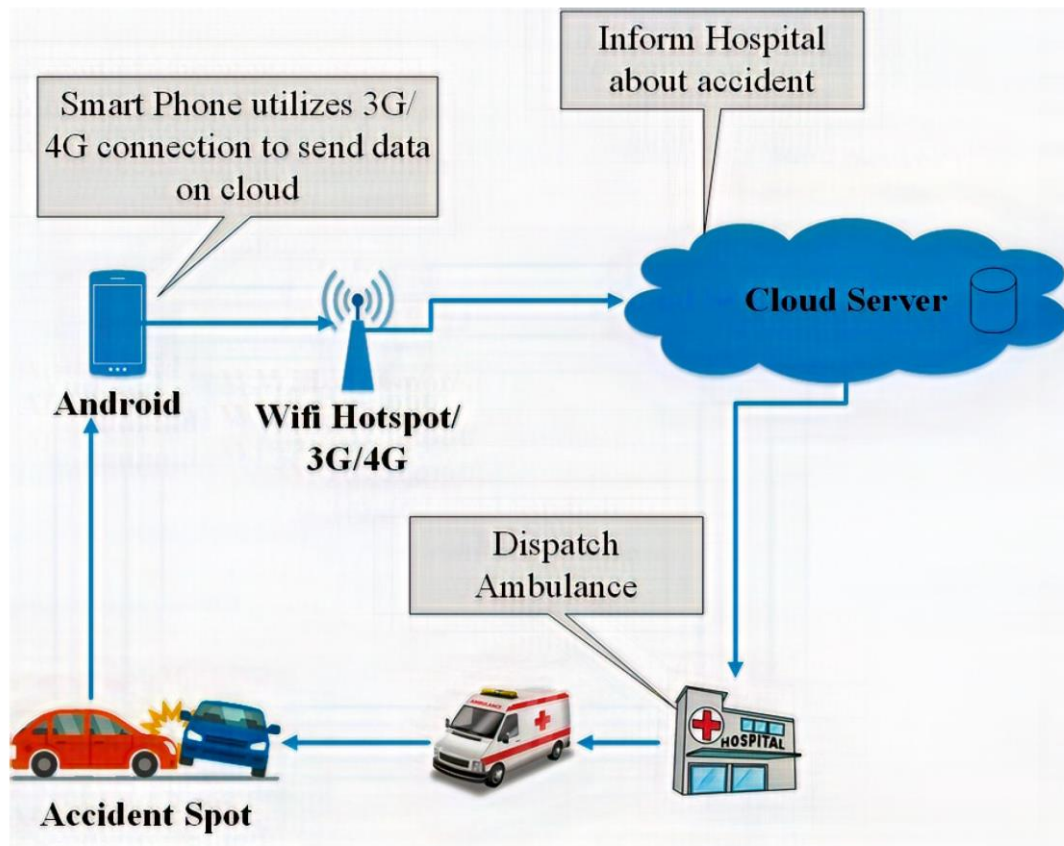 Inform Hospital
about accident
Smart Phone utilizes 3G/
4G connection to send data
on cloud
Cloud Server
Android
Wifi Hotspot/
3G/4G
Dispatch
Ambulance
AMBULANCE
HOSPITAL
Accident Spot